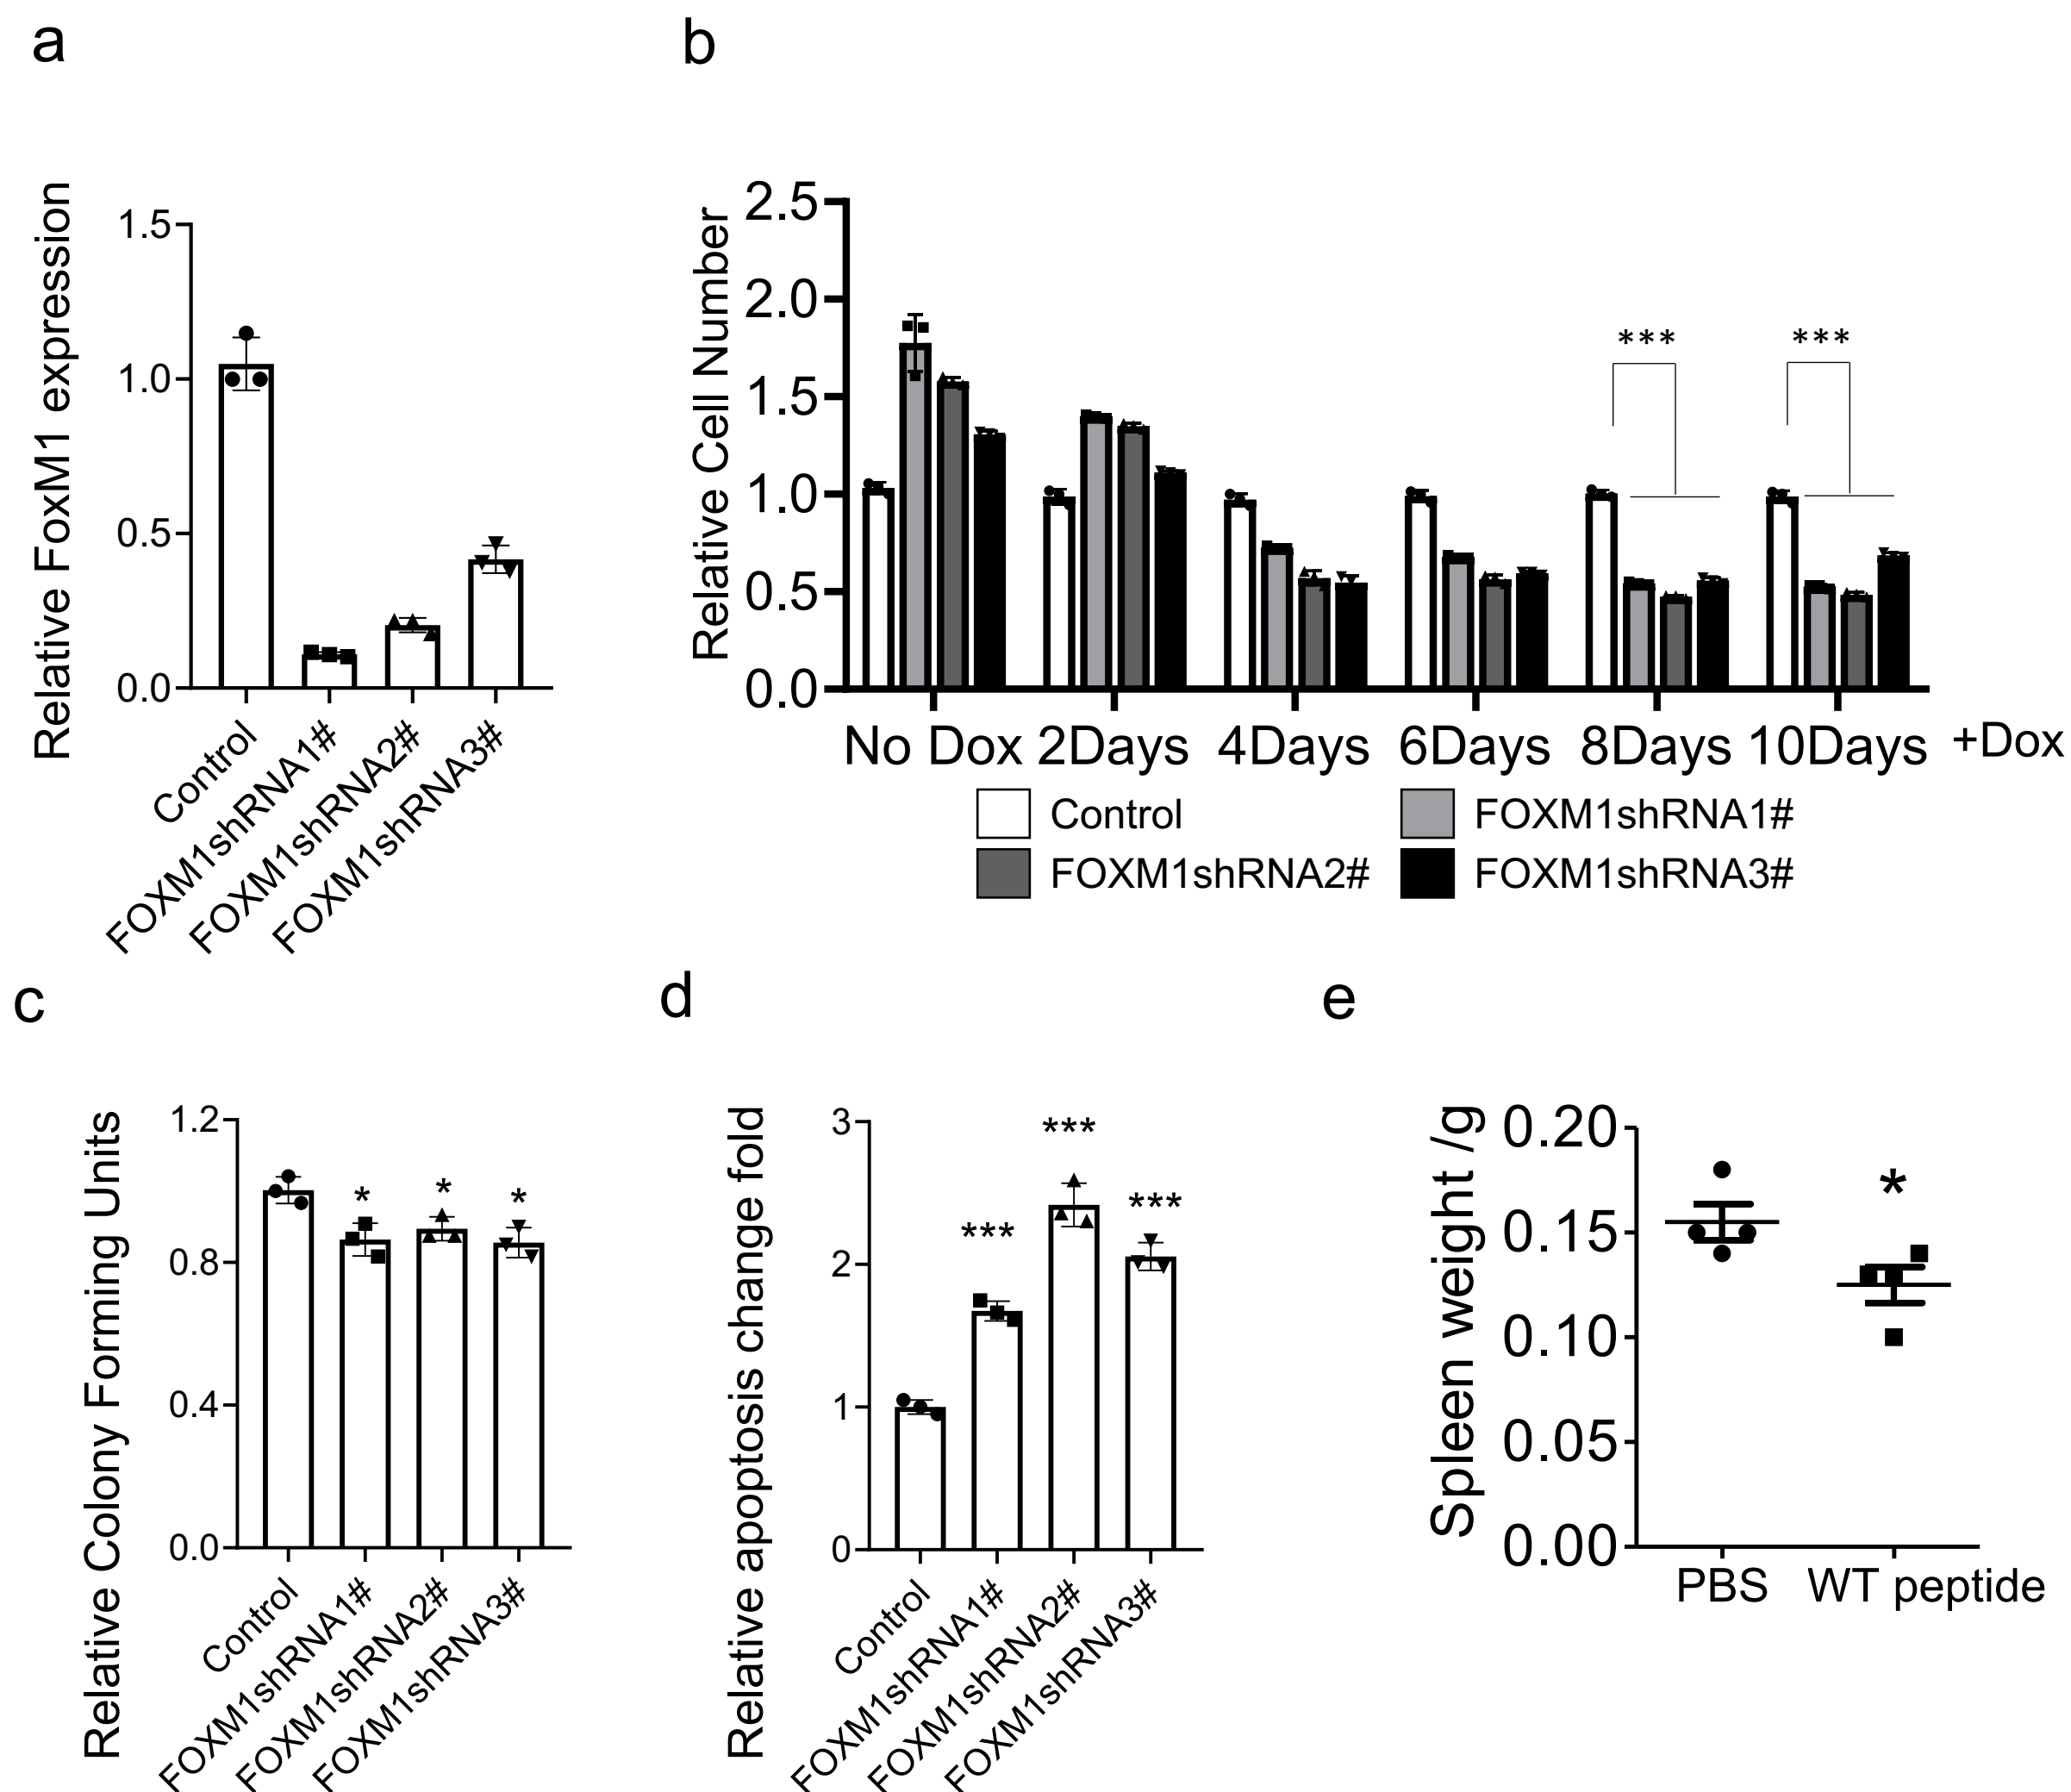 a
Relative FoxM1 expression
1.5
1.0
0.5
0.0
Control
FOXM1shRNA1#
FOXM1shRNA2#
FOXM1shRNA3#
b
Relative Cell Number
2.5
2.0
1.5
1.0
0.5
0.0
***
***
No Dox
2Days
4Days
6Days
8Days
10Days
+Dox
Control
FOXM1shRNA1#
FOXM1shRNA2#
FOXM1shRNA3#
c
Relative Colony Forming Units
1.2
0.8
0.4
0.0
*
*
*
Control
FOXM1shRNA1#
FOXM1shRNA2#
FOXM1shRNA3#
d
Relative apoptosis change fold
3
2
1
0
***
***
***
Control
FOXM1shRNA1#
FOXM1shRNA2#
FOXM1shRNA3#
e
Spleen weight /g
0.20
0.15
0.10
0.05
0.00
*
PBS
WT peptide